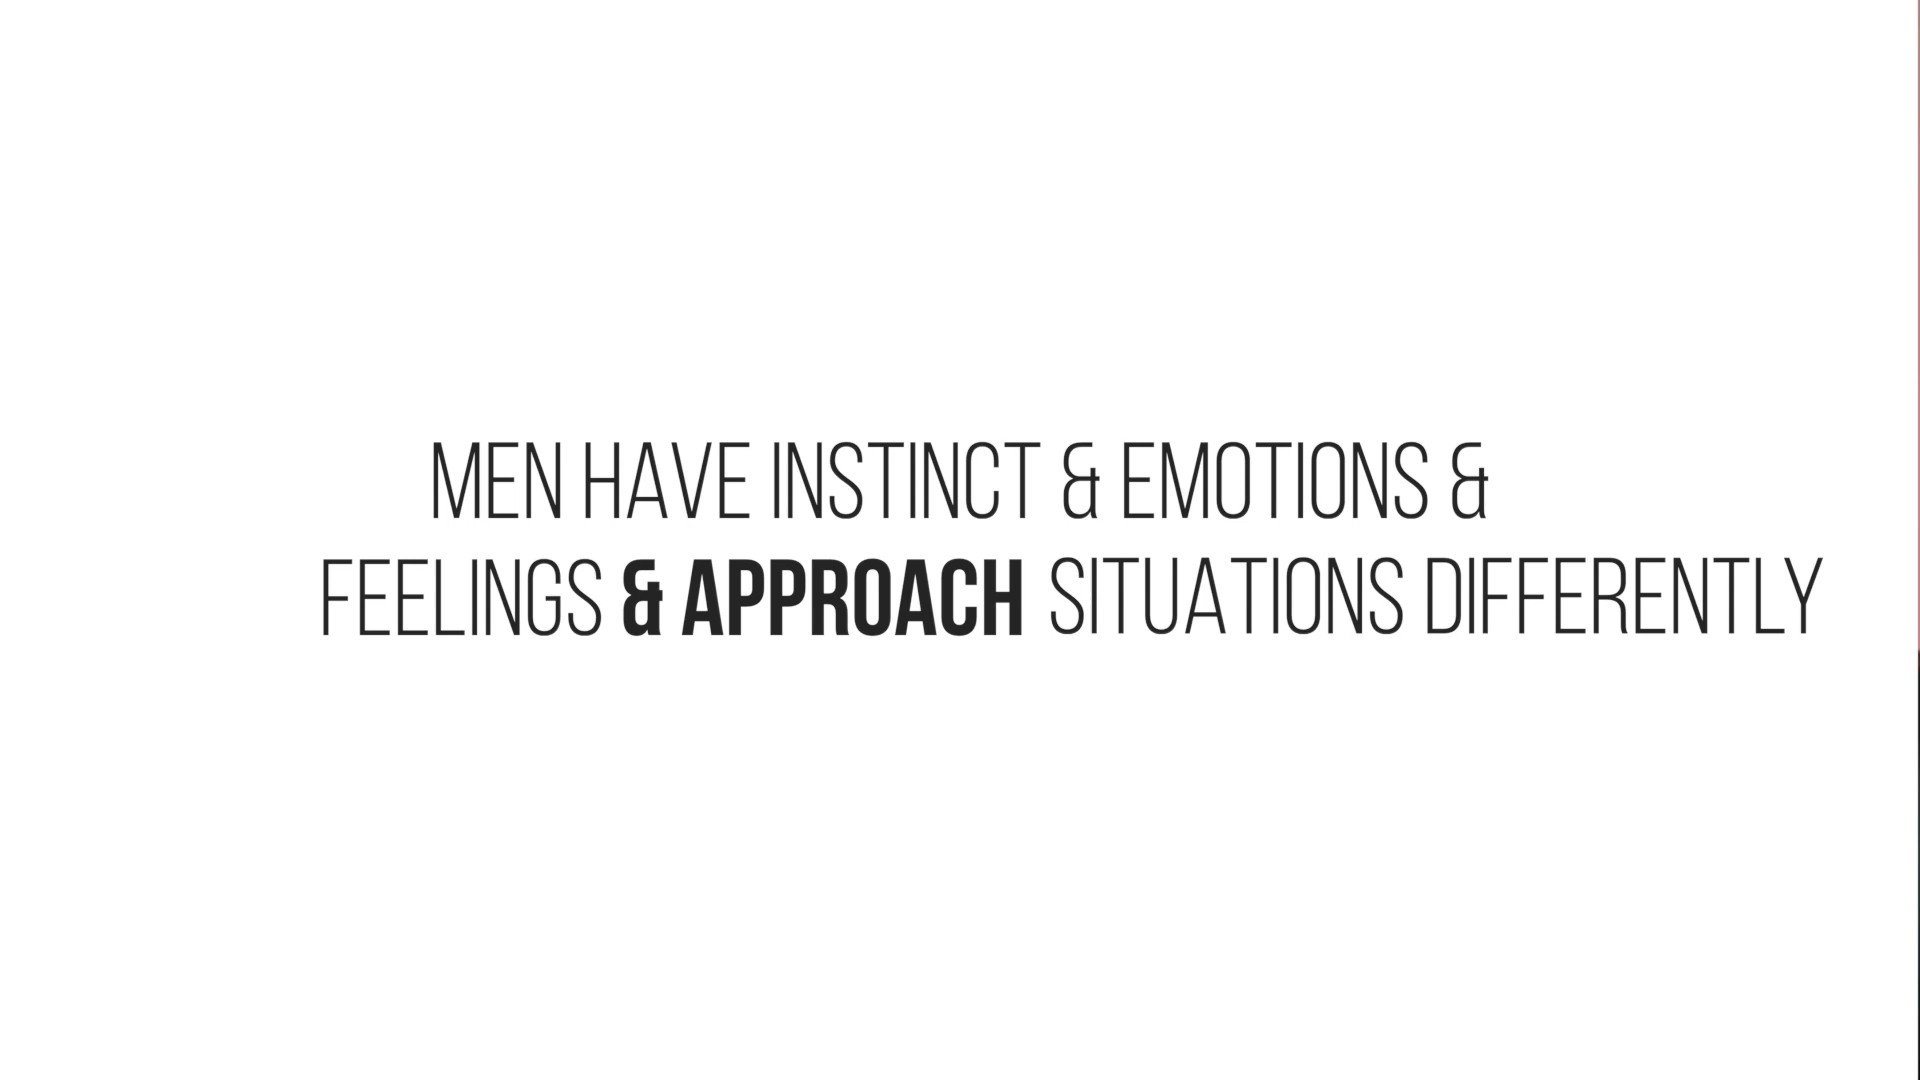 MEN HAVE INSTINCT & EMOTIONS &
FEELINGS & APPROACH SITUATIONS DIFFERENTLY